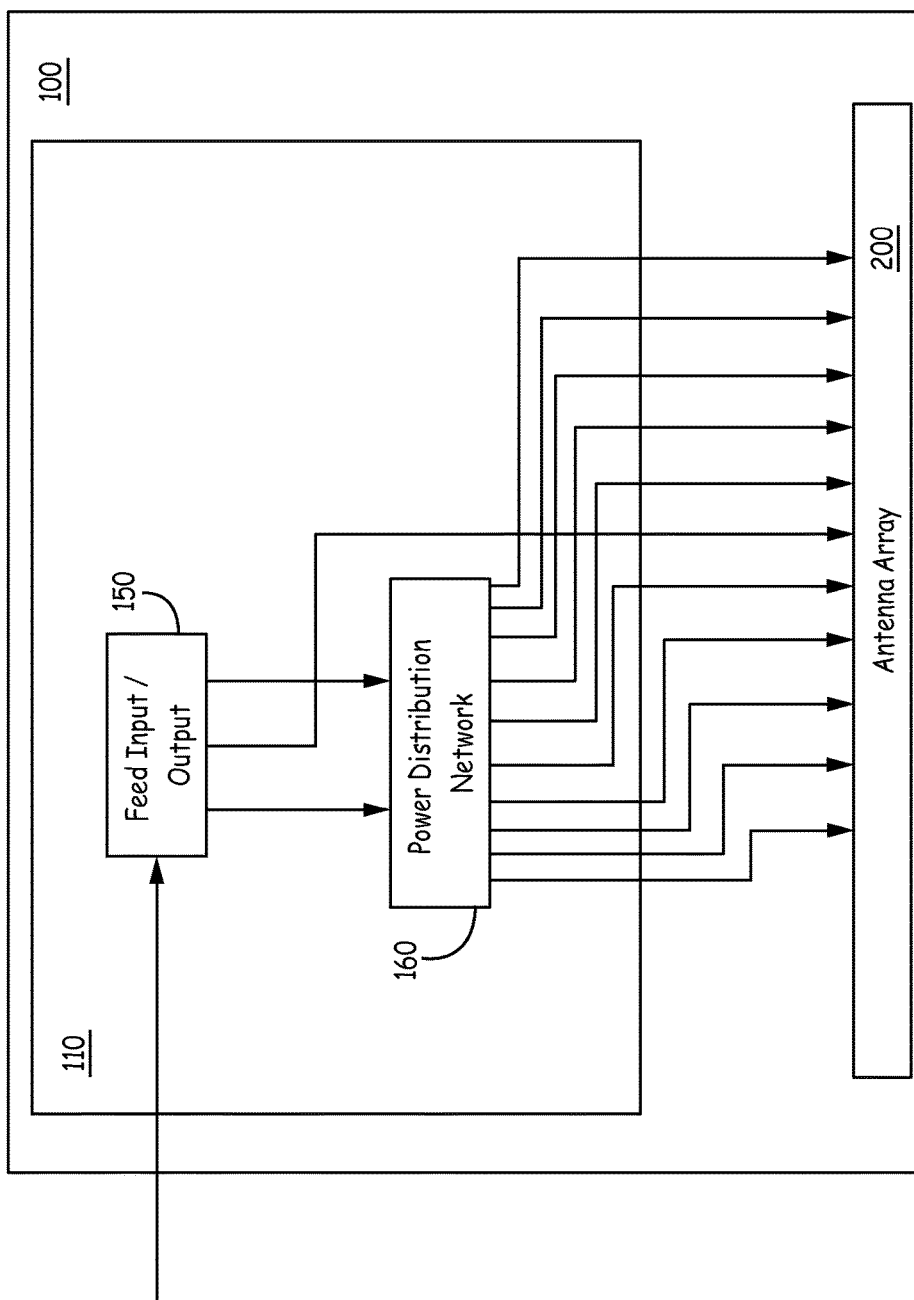 100
110
150
Feed Input /
Output
Power Distribution
Network
160
200
Antenna Array